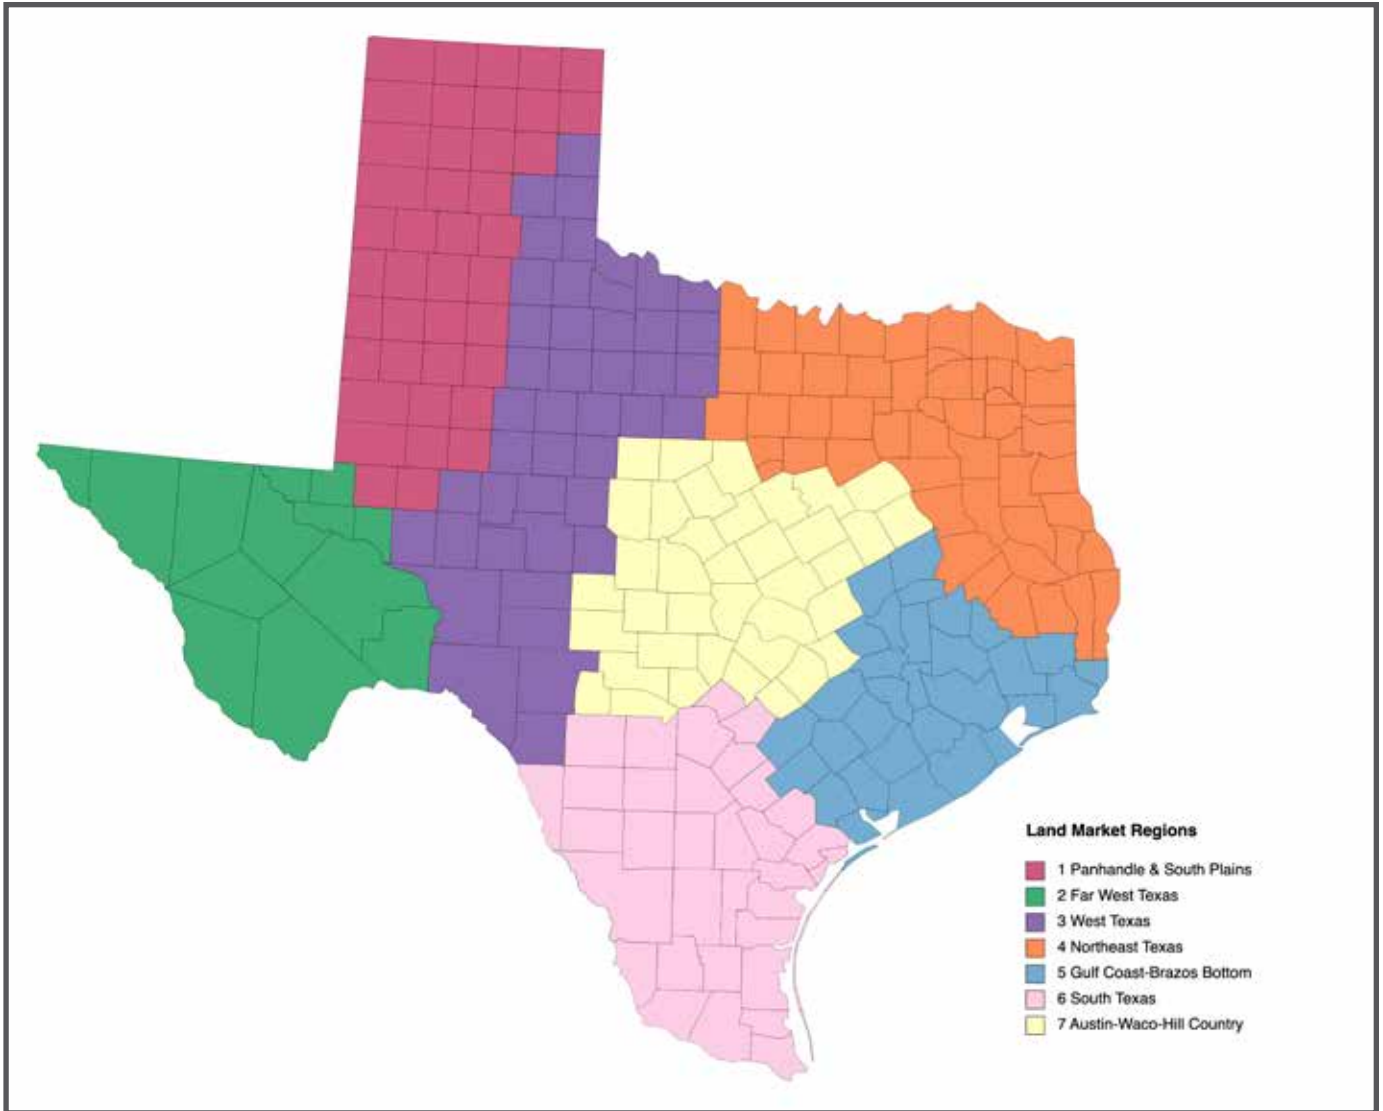 Land Market Regions
1 Panhandle & South Plains
2 Far West Texas
3 West Texas
4 Northeast Texas
5 Gulf Coast-Brazos Bottom
6 South Texas
7 Austin-Waco-Hill Country